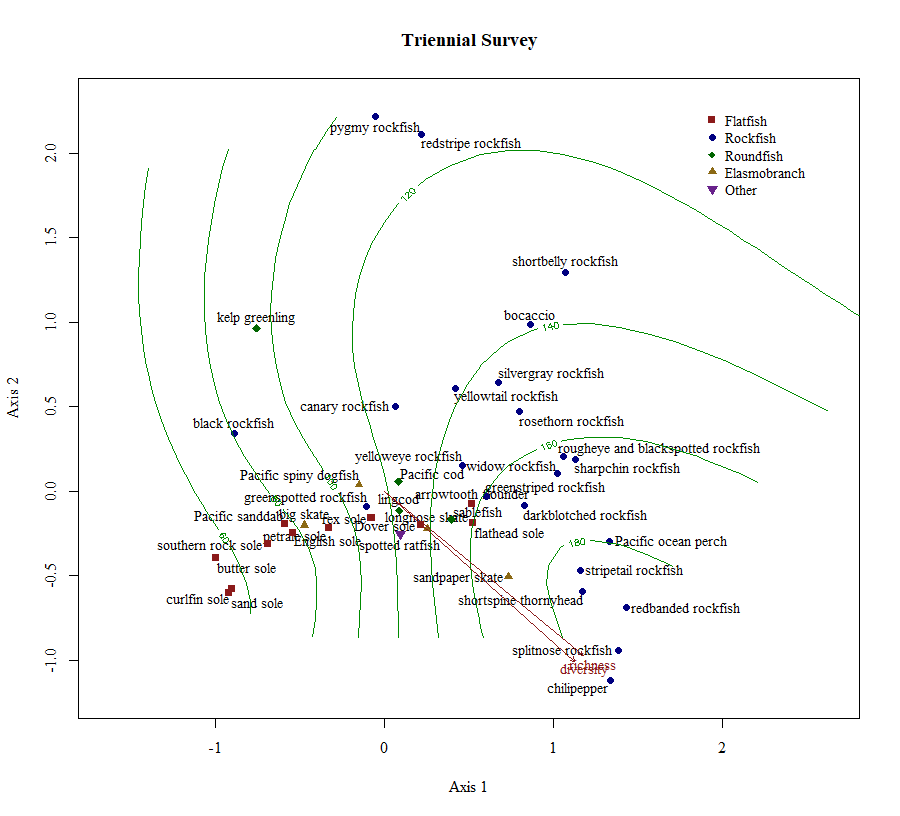 Triennial Survey
pygmy rockfish
redstripe rockfish
Flatfish
Rockfish
Roundfish
Elasmobranch
Other
2.0
120
1.5
shortbelly rockfish
kelp greenling
1.0
bocaccio
140
silvergray rockfish
yellowtail rockfish
Axis 2
0.5
canary rockfish
rosethorn rockfish
black rockfish
160
rougheye and blackspotted rockfish
yelloweye rockfish
widow rockfish
sharpchin rockfish
Pacific spiny dogfish
Pacific cod
0.0
greenstriped rockfish
greenspotted rockfish
lingcod
arrowtooth flounder
Pacific sanddab
big skate
rex sole
longnose skate
sablefish
darkblotched rockfish
Dover sole
petrale sole
English sole
flathead sole
60
180
Pacific ocean perch
southern rock sole
spotted ratfish
butter sole
stripetail rockfish
-0.5
sandpaper skate
curlfin sole
sand sole
shortspine thornyhead
redbanded rockfish
splitnose rockfish
-1.0
richness
diversity
chilipepper
-1
0
1
2
Axis 1